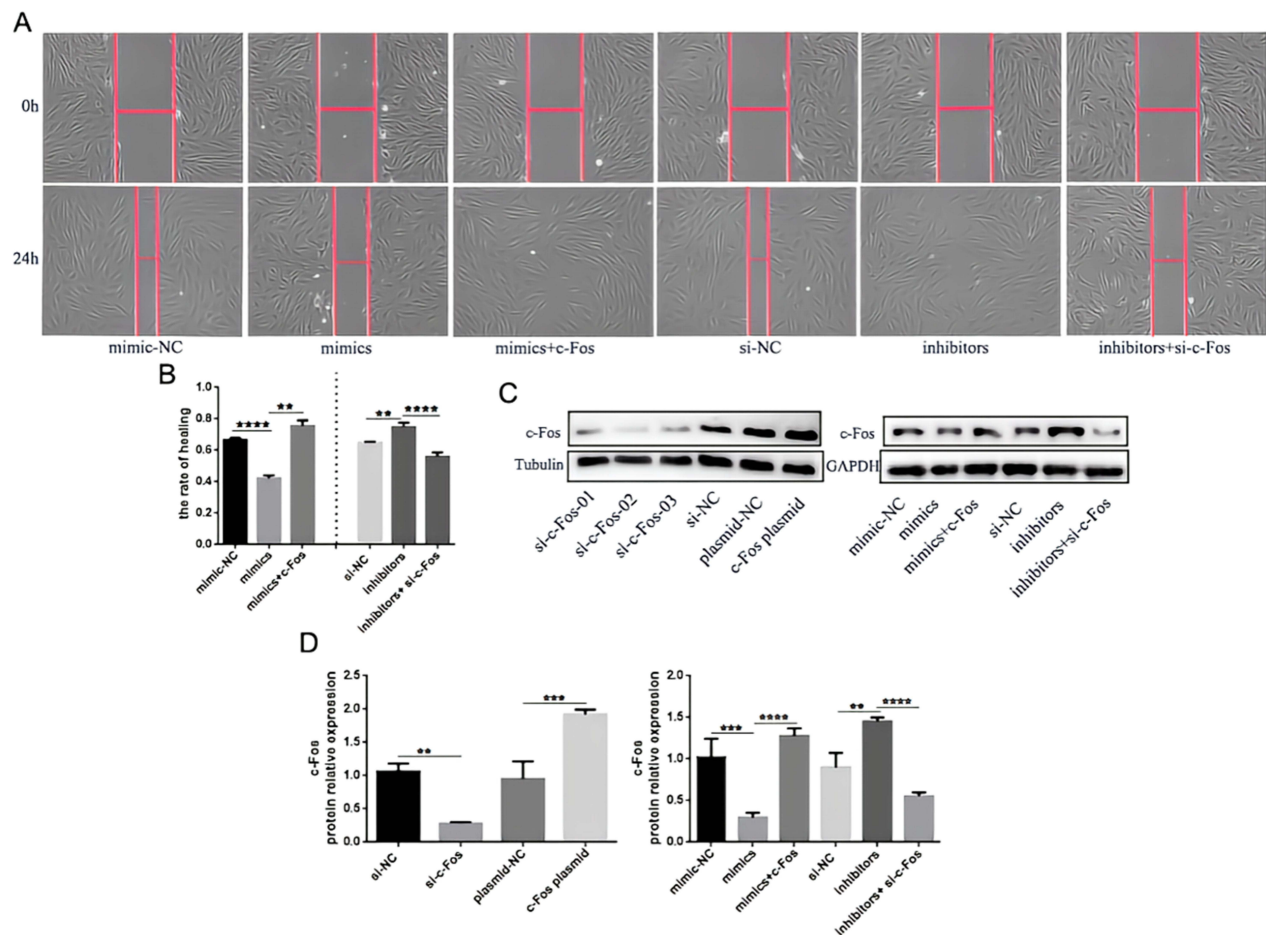 A
0h
24h
mimic-NC mimics mimics+c-Fos si-NC inhibitors inhibitors+si-c-Fos
B
the rate of healing
1.0
0.8
0.6
0.4
0.2
0.0
**** ** ** ****
mimic-NC mimics mimics+c-Fos si-NC inhibitors inhibitors+ si-c-Fos
C
c-Fos
Tubulin
si-c-Fos-01 si-c-Fos-02 si-c-Fos-03 si-NC plasmid-NC c-Fos plasmid
c-Fos
GAPDH
mimic-NC mimics mimics+c-Fos si-NC inhibitors inhibitors+si-c-Fos
D
c-Fos
protein relative expression
2.5
2.0
1.5
1.0
0.5
0.0
** ***
si-NC si-c-Fos plasmid-NC c-Fos plasmid
c-Fos
protein relative expression
2.0
1.5
1.0
0.5
0.0
*** **** ** ****
mimic-NC mimics mimics+c-Fos si-NC inhibitors inhibitors+ si-c-Fos